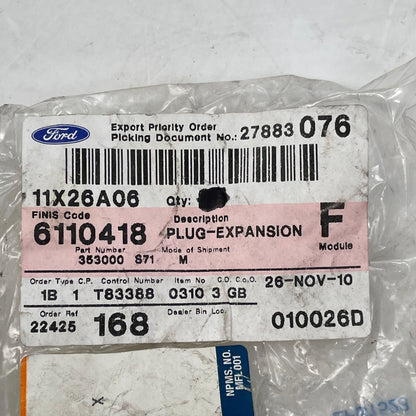 Ford
Export Priority Order
Picking Document No.: 27883 076
11X26A06 Qty:
FINIS Code Description F
6110418 PLUG-EXPANSION Module
Part Number Mode of Shipment
353000 S71 M
Order Type C.P. Control Number Item No C.D. Co.O. 26-NOV-10
1B 1 T83388 0310 3 GB
Order Ref Dealer Bin Loc.
22425 168 010026D
NPMS. NO.
MFL001